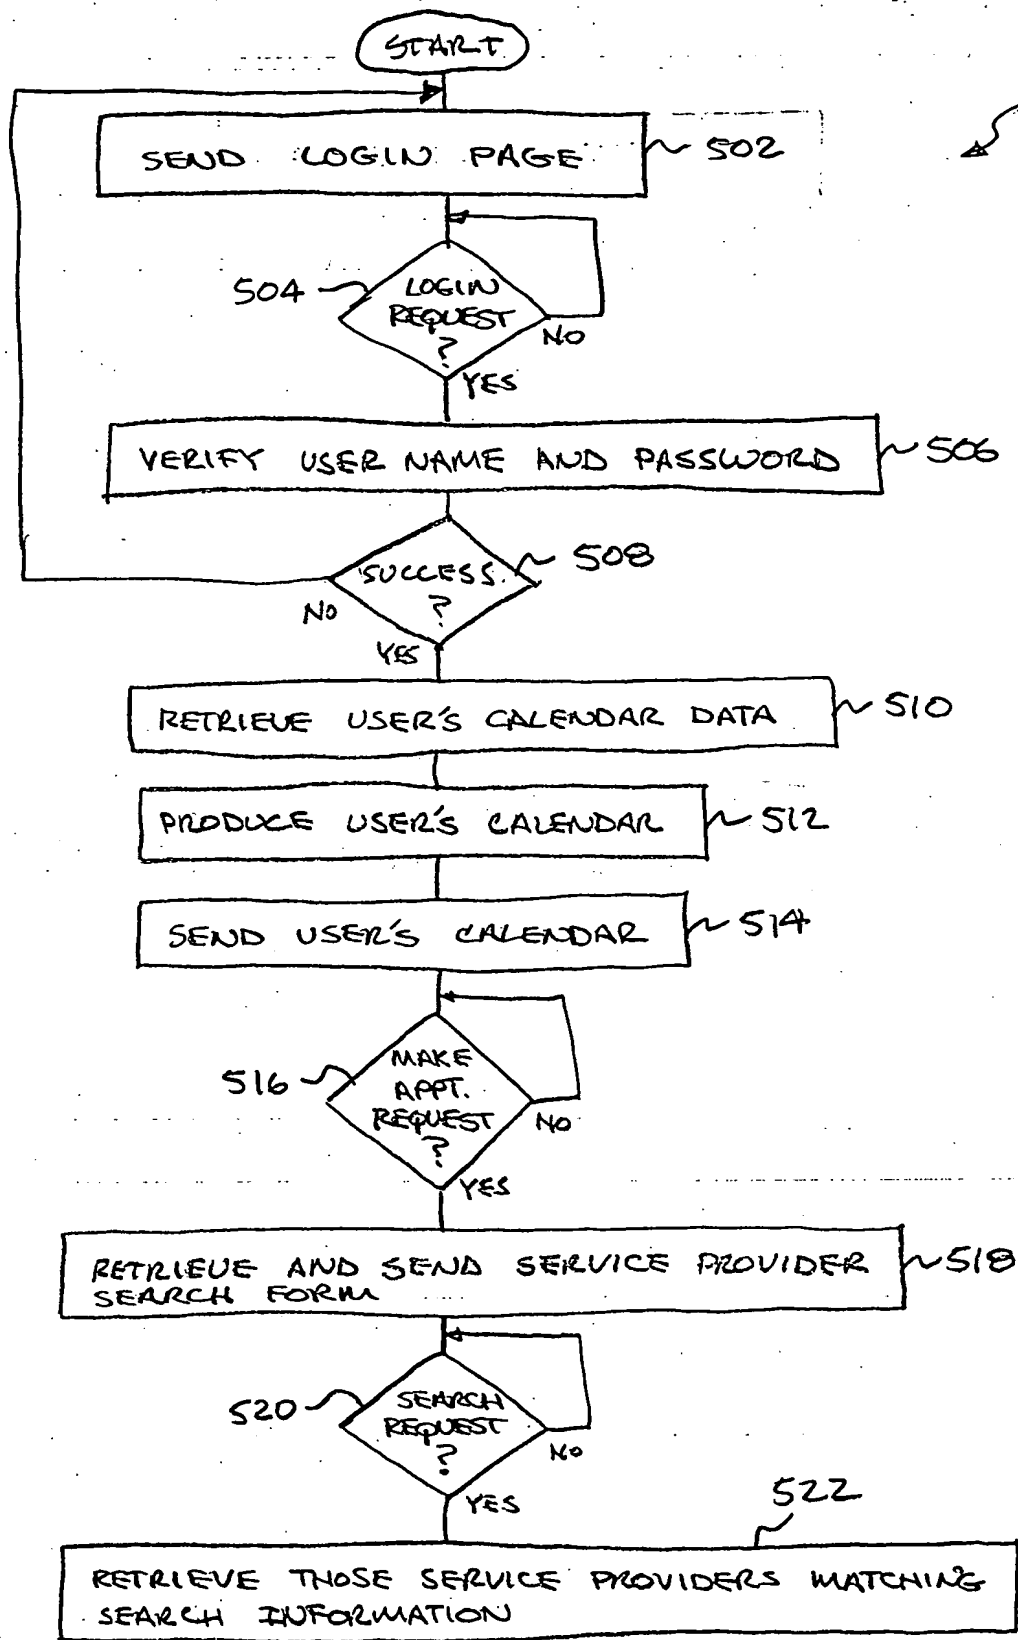 START
SEND LOGIN PAGE 502
504 LOGIN
REQUEST
?
NO
YES
VERIFY USER NAME AND PASSWORD 506
SUCCESS 508
?
NO
YES
RETRIEVE USER'S CALENDAR DATA 510
PRODUCE USER'S CALENDAR 512
SEND USER'S CALENDAR 514
MAKE
516 APPT.
REQUEST
?
NO
YES
RETRIEVE AND SEND SERVICE PROVIDER 518
SEARCH FORM
520 SEARCH
REQUEST
?
NO
YES
522
RETRIEVE THOSE SERVICE PROVIDERS MATCHING
SEARCH INFORMATION